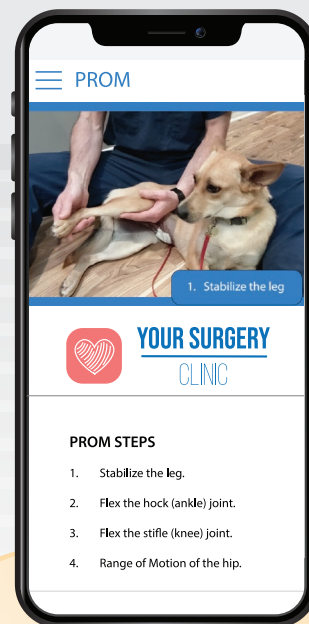 PROM
1. Stabilize the leg
YOUR SURGERY
CLINIC
PROM STEPS
1. Stabilize the leg.
2. Flex the hock (ankle) joint.
3. Flex the stifle (knee) joint.
4. Range of Motion of the hip.